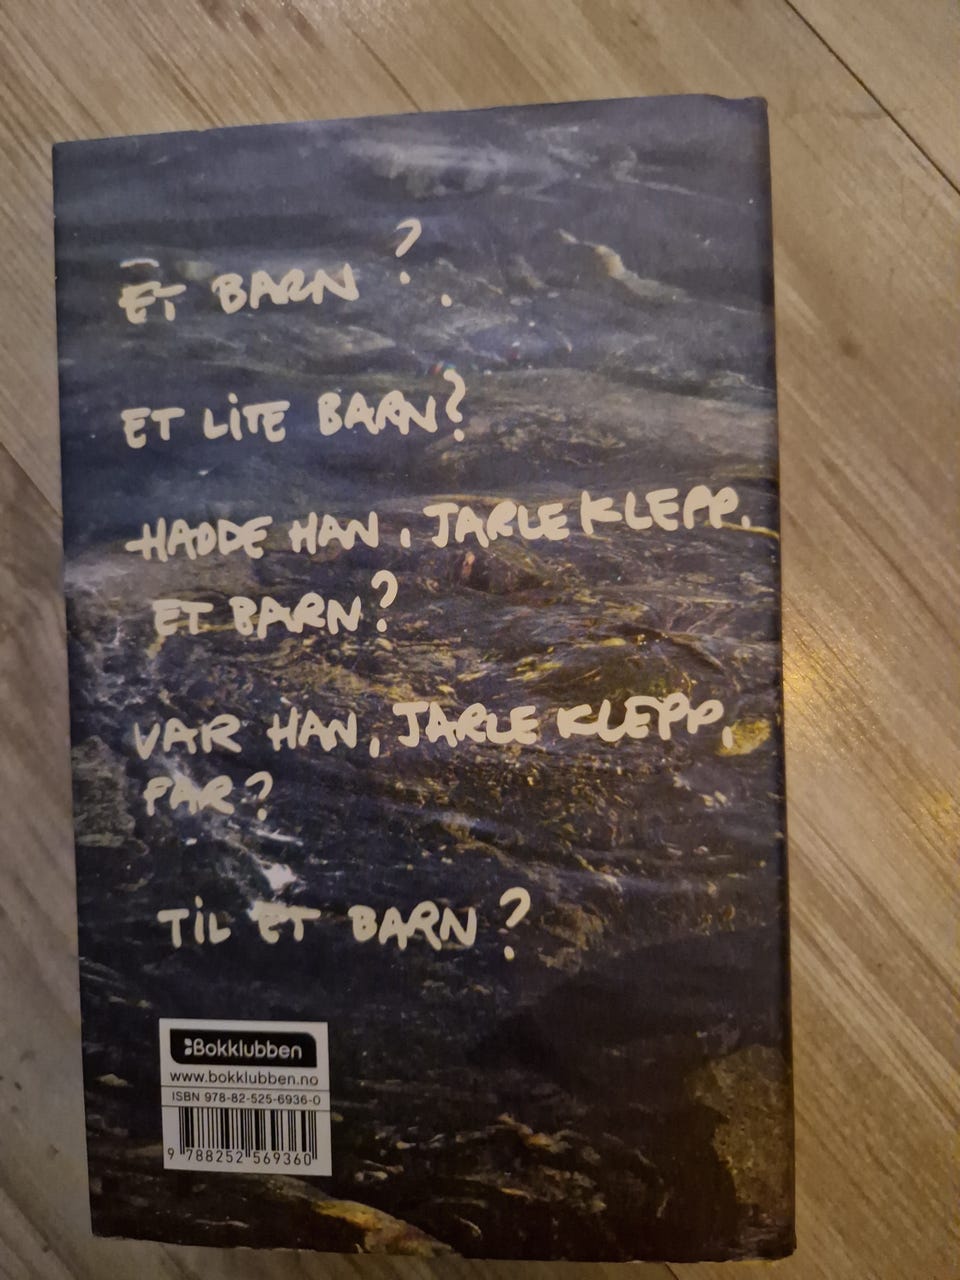 ET BARN?
ET LiTE BARN?
HADDE HAN, JARLE KLEPP,
ET BARN?
VAR HAN, JARLE KLEPP,
FAR?
TiL ET BARN?
Bokklubben
www.bokklubben.no
ISBN 978-82-525-6936-0
9 788252 569360